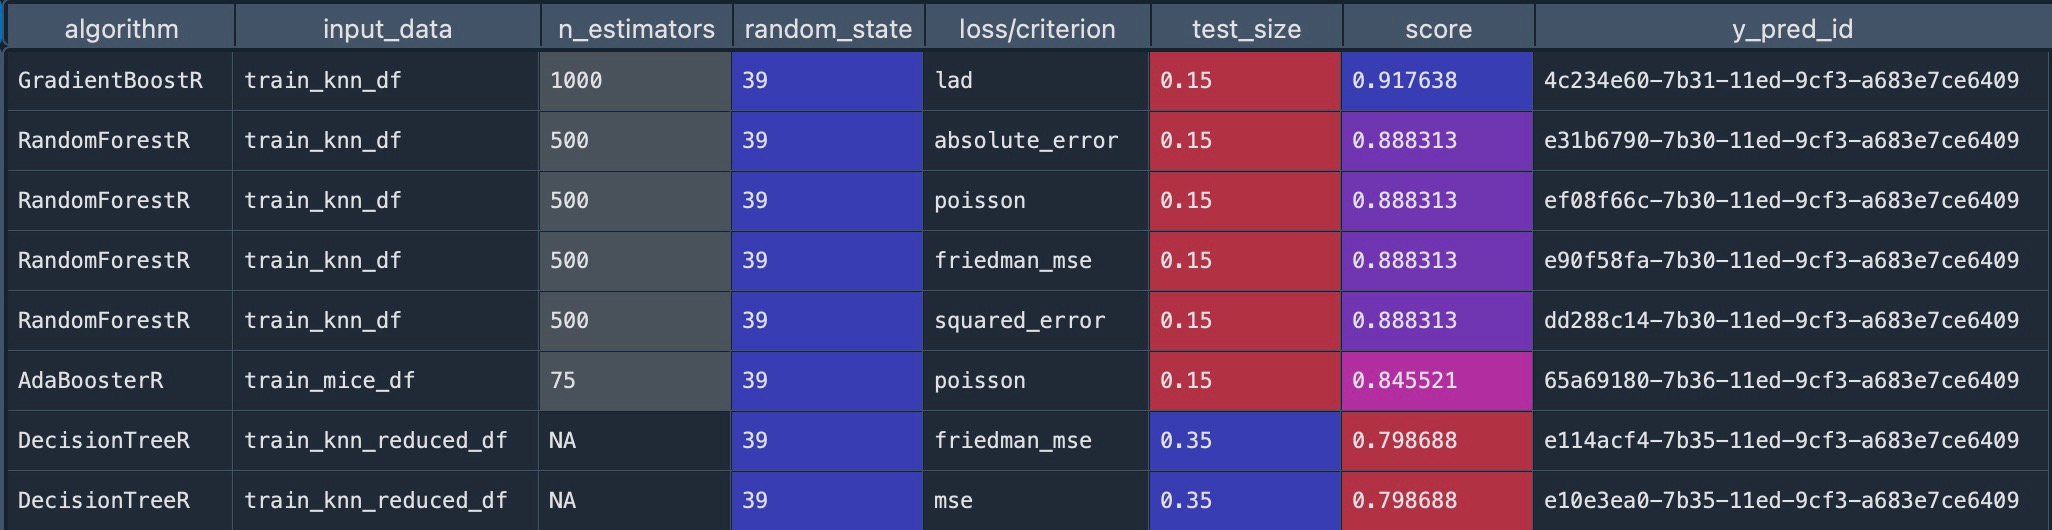 algorithm input_data n_estimators random_state loss/criterion test_size score y_pred_id
GradientBoostR train_knn_df 1000 39 lad 0.15 0.917638 4c234e60-7b31-11ed-9cf3-a683e7ce6409
RandomForestR train_knn_df 500 39 absolute_error 0.15 0.888313 e31b6790-7b30-11ed-9cf3-a683e7ce6409
RandomForestR train_knn_df 500 39 poisson 0.15 0.888313 ef08f66c-7b30-11ed-9cf3-a683e7ce6409
RandomForestR train_knn_df 500 39 friedman_mse 0.15 0.888313 e90f58fa-7b30-11ed-9cf3-a683e7ce6409
RandomForestR train_knn_df 500 39 squared_error 0.15 0.888313 dd288c14-7b30-11ed-9cf3-a683e7ce6409
AdaBoosterR train_mice_df 75 39 poisson 0.15 0.845521 65a69180-7b36-11ed-9cf3-a683e7ce6409
DecisionTreeR train_knn_reduced_df NA 39 friedman_mse 0.35 0.798688 e114acf4-7b35-11ed-9cf3-a683e7ce6409
DecisionTreeR train_knn_reduced_df NA 39 mse 0.35 0.798688 e10e3ea0-7b35-11ed-9cf3-a683e7ce6409